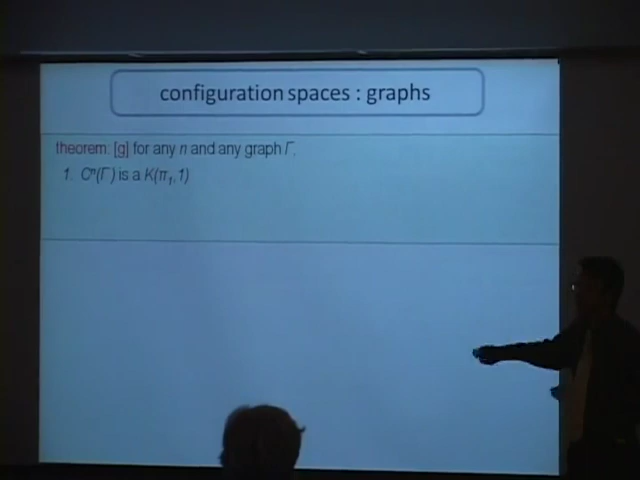 configuration spaces : graphs
theorem: [g] for any n and any graph Γ.
1. Cⁿ(Γ) is a K(π₁,1)